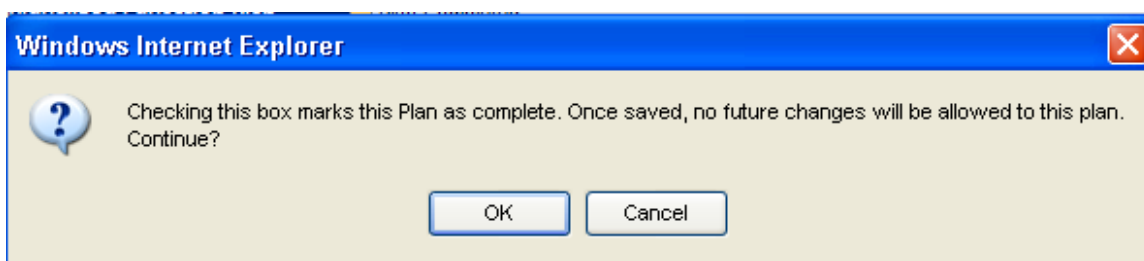 Windows Internet Explorer
Checking this box marks this Plan as complete. Once saved, no future changes will be allowed to this plan.
Continue?
OK
Cancel